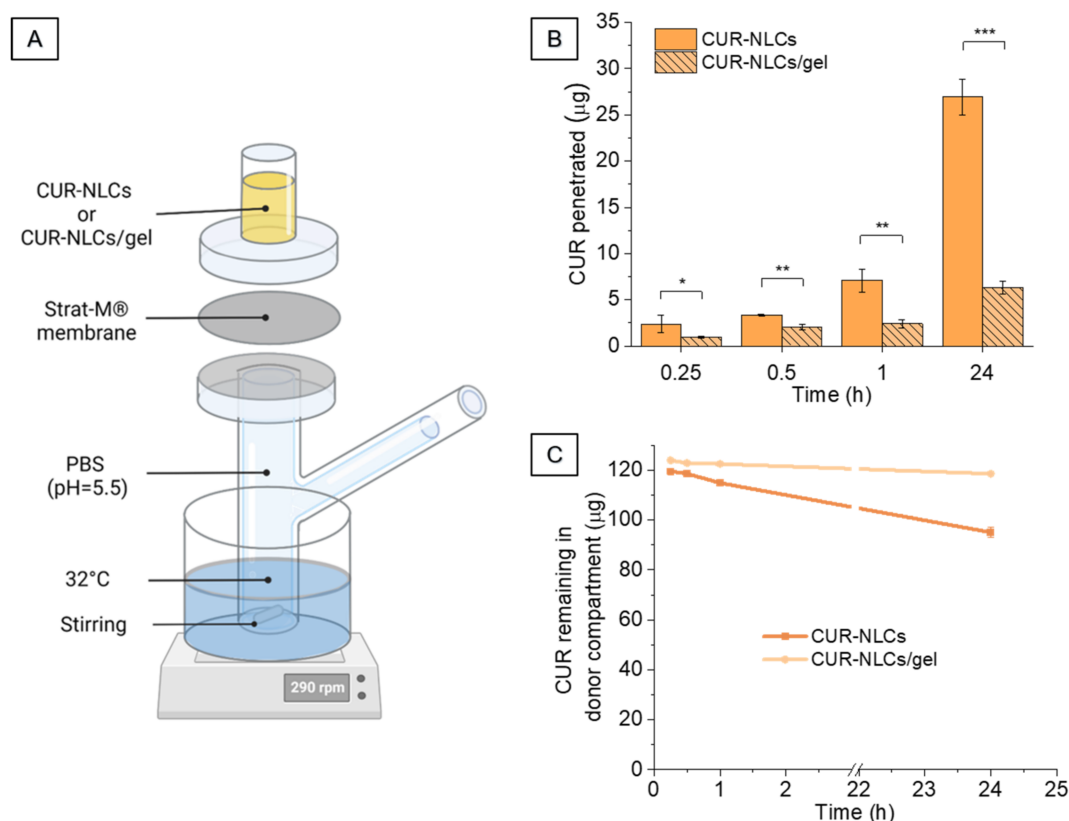 A
CUR-NLCs
or
CUR-NLCs/gel
Strat-M®
membrane
PBS
(pH=5.5)
32°C
Stirring
290 rpm
B
CUR penetrated (μg)
35
30
25
20
15
10
5
0
CUR-NLCs
CUR-NLCs/gel
*
**
**
***
0.25
0.5
1
24
Time (h)
C
CUR remaining in
donor compartment (μg)
120
100
80
60
40
20
0
CUR-NLCs
CUR-NLCs/gel
0
1
2
22
23
24
25
Time (h)